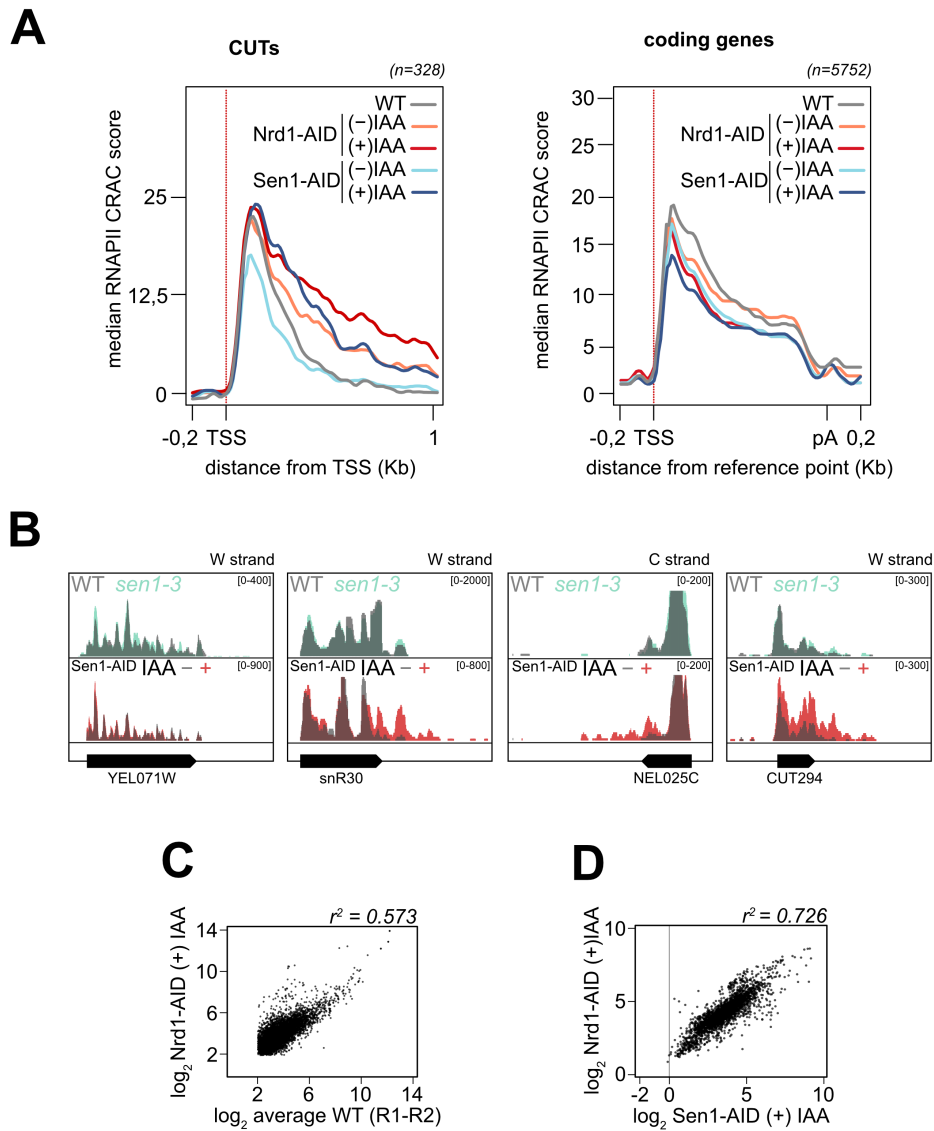 A
CUTs
(n=328)
median RNAPII CRAC score
25
12,5
0
WT
Nrd1-AID
(−)IAA
(+)IAA
Sen1-AID
(−)IAA
(+)IAA
-0,2 TSS 1
distance from TSS (Kb)
coding genes
(n=5752)
median RNAPII CRAC score
30
25
20
15
10
5
0
WT
Nrd1-AID
(−)IAA
(+)IAA
Sen1-AID
(−)IAA
(+)IAA
-0,2 TSS pA 0,2
distance from reference point (Kb)
B
W strand
WT sen1-3 [0-400]
Sen1-AID IAA − + [0-900]
YEL071W
W strand
WT sen1-3 [0-2000]
Sen1-AID IAA − + [0-800]
snR30
C strand
WT sen1-3 [0-200]
Sen1-AID IAA − + [0-200]
NEL025C
W strand
WT sen1-3 [0-300]
Sen1-AID IAA − + [0-300]
CUT294
C
r² = 0.573
log₂ Nrd1-AID (+) IAA
14
10
6
2
2 6 10 14
log₂ average WT (R1-R2)
D
r² = 0.726
log₂ Nrd1-AID (+)IAA
10
5
0
-2 0 5 10
log₂ Sen1-AID (+) IAA